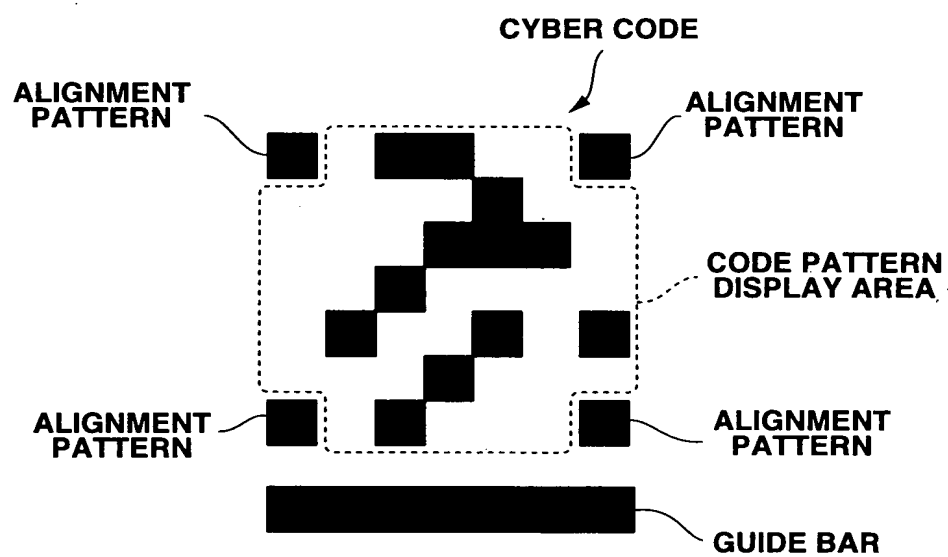 CYBER CODE
ALIGNMENT
PATTERN
ALIGNMENT
PATTERN
CODE PATTERN
DISPLAY AREA
ALIGNMENT
PATTERN
ALIGNMENT
PATTERN
GUIDE BAR